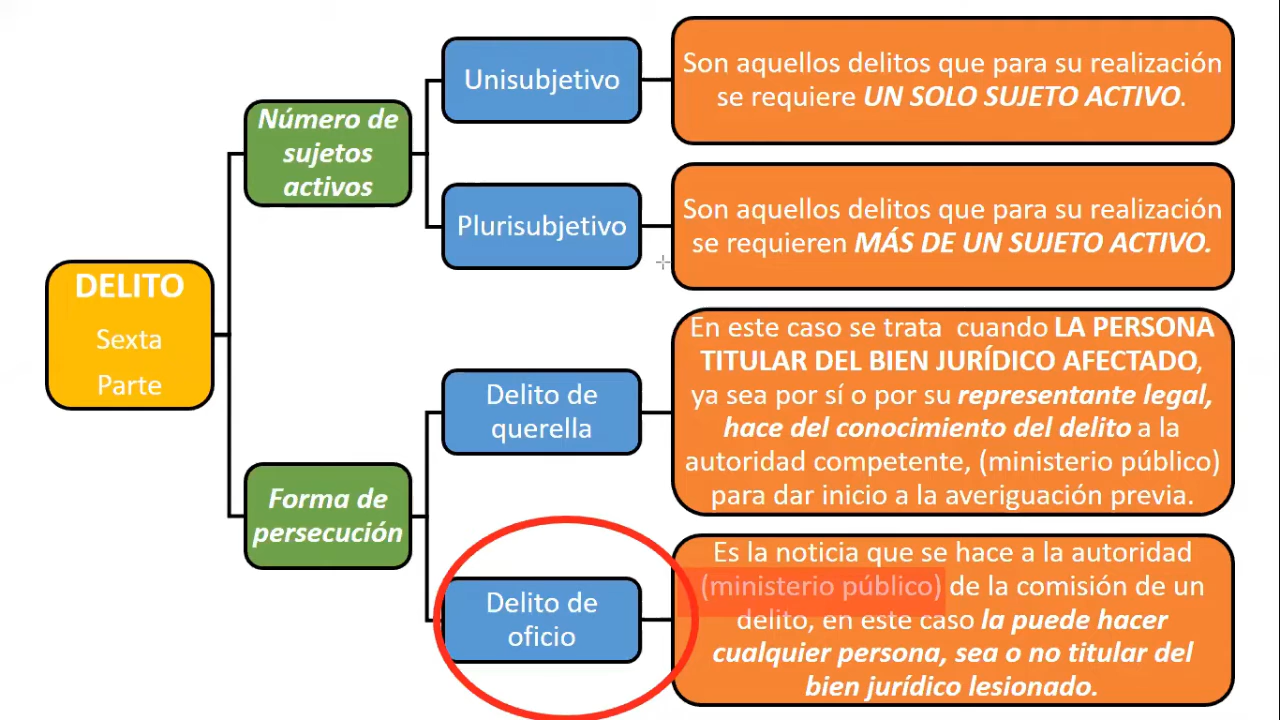 DELITO
Sexta
Parte
Número de
sujetos
activos
Unisubjetivo
Son aquellos delitos que para su realización
se requiere UN SOLO SUJETO ACTIVO.
Plurisubjetivo
Son aquellos delitos que para su realización
se requieren MÁS DE UN SUJETO ACTIVO.
Forma de
persecución
Delito de
querella
En este caso se trata cuando LA PERSONA
TITULAR DEL BIEN JURÍDICO AFECTADO,
ya sea por sí o por su representante legal,
hace del conocimiento del delito a la
autoridad competente, (ministerio público)
para dar inicio a la averiguación previa.
Delito de
oficio
Es la noticia que se hace a la autoridad
(ministerio público) de la comisión de un
delito, en este caso la puede hacer
cualquier persona, sea o no titular del
bien jurídico lesionado.